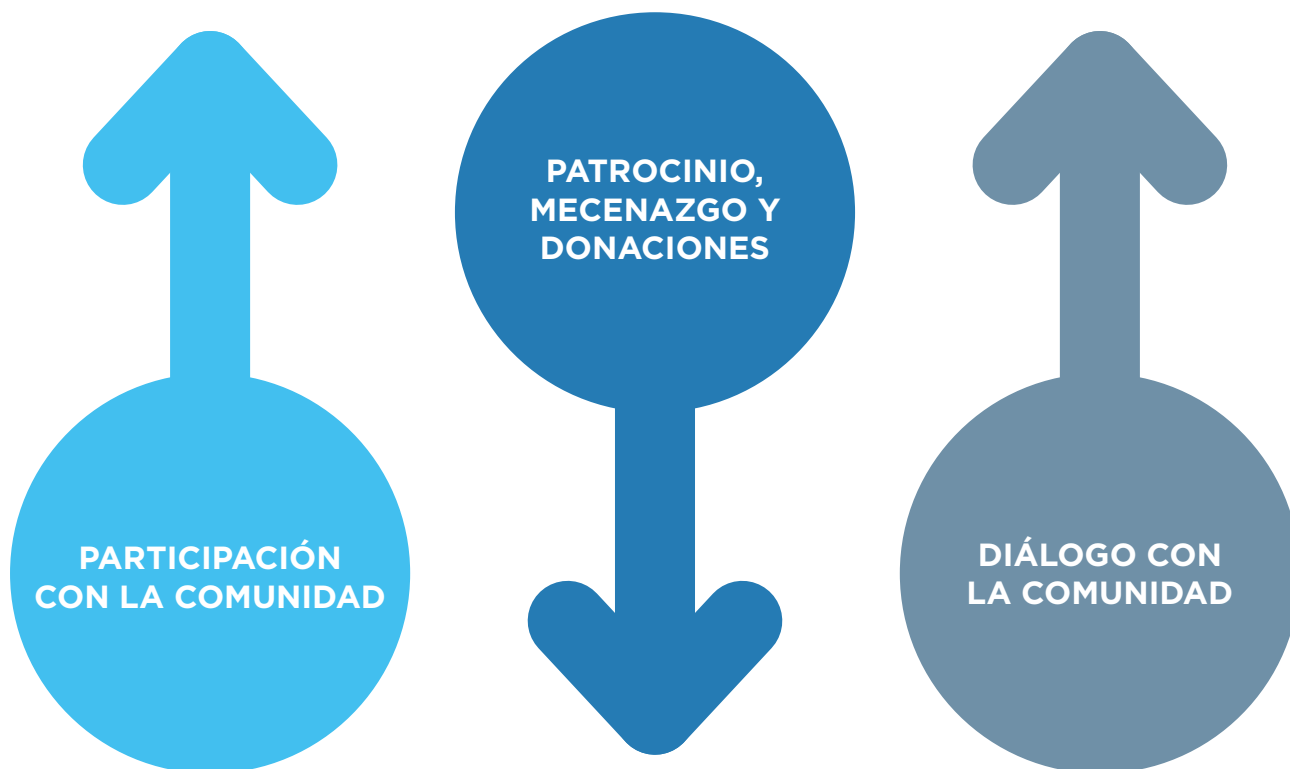 PARTICIPACIÓN
CON LA COMUNIDAD
PATROCINIO,
MECENAZGO Y
DONACIONES
DIÁLOGO CON
LA COMUNIDAD